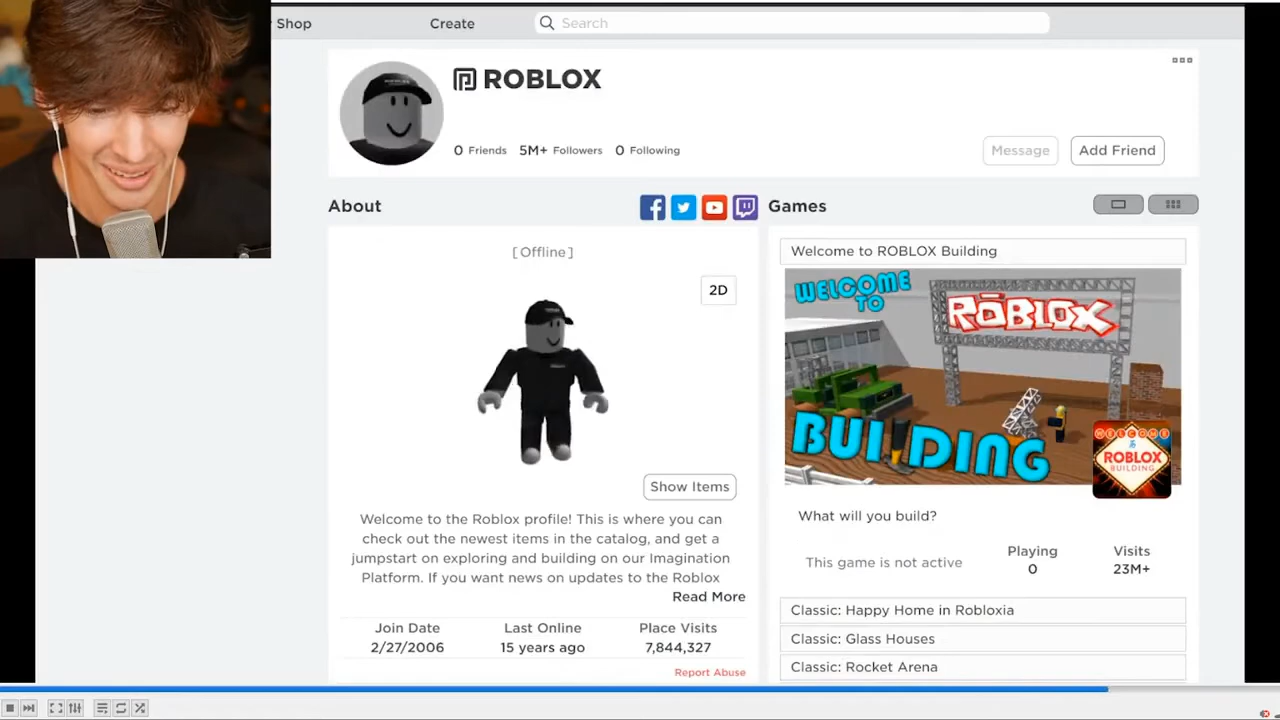 Shop
Create
Search
ROBLOX
0 Friends 5M+ Followers 0 Following
Message
Add Friend
About
Games
[ Offline ]
2D
Show Items
Welcome to the Roblox profile! This is where you can
check out the newest items in the catalog, and get a
jumpstart on exploring and building on our Imagination
Platform. If you want news on updates to the Roblox
Read More
Join Date
2/27/2006
Last Online
15 years ago
Place Visits
7,844,327
Report Abuse
Welcome to ROBLOX Building
WELCOME
TO
ROBLOX
BUILDING
WELCOME
ROBLOX
BUILDING
What will you build?
This game is not active
Playing
0
Visits
23M+
Classic: Happy Home in Robloxia
Classic: Glass Houses
Classic: Rocket Arena